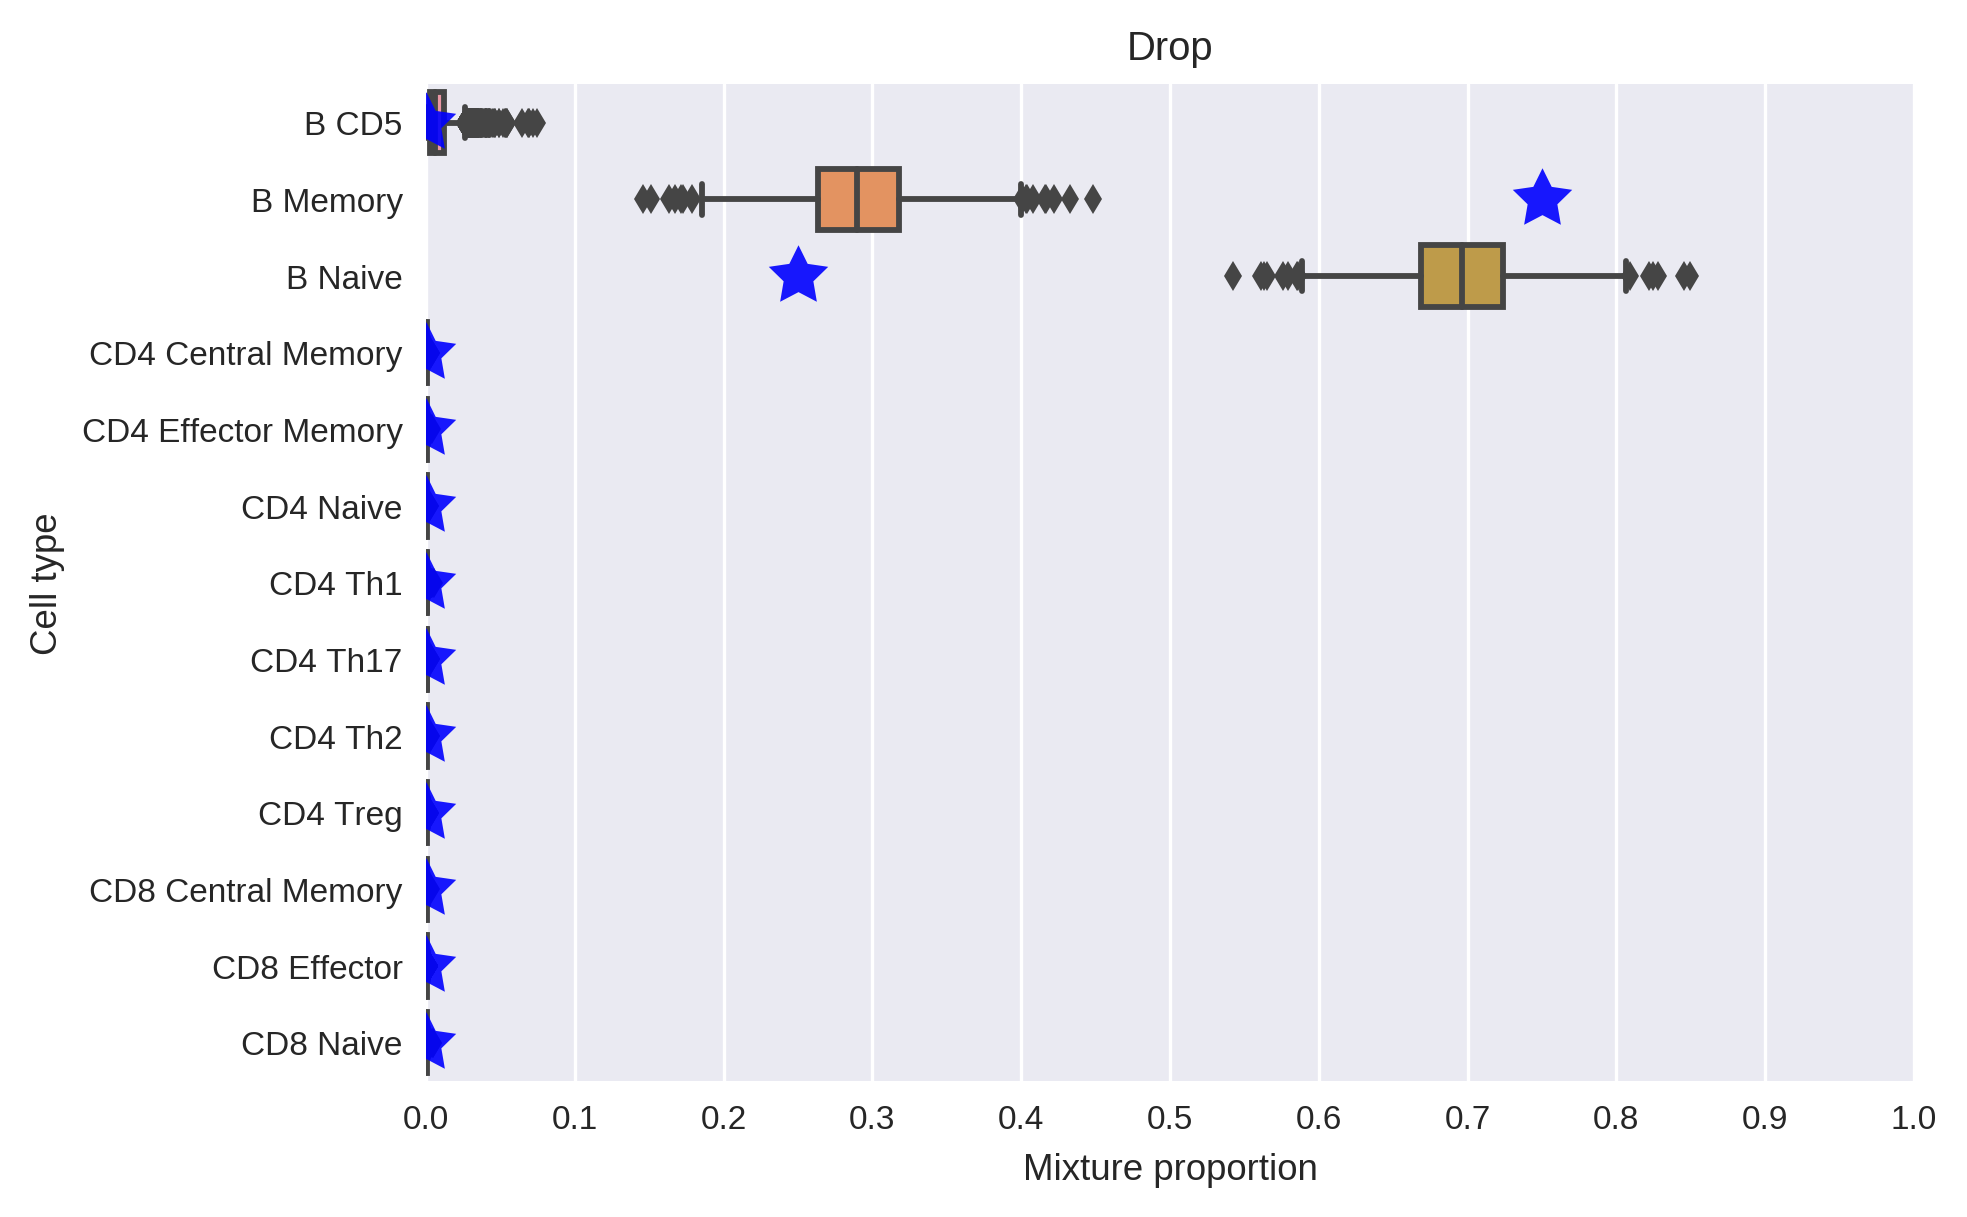 Drop
B CD5
B Memory
B Naive
CD4 Central Memory
CD4 Effector Memory
CD4 Naive
CD4 Th1
CD4 Th17
CD4 Th2
CD4 Treg
CD8 Central Memory
CD8 Effector
CD8 Naive
Cell type
0.0 0.1 0.2 0.3 0.4 0.5 0.6 0.7 0.8 0.9 1.0
Mixture proportion